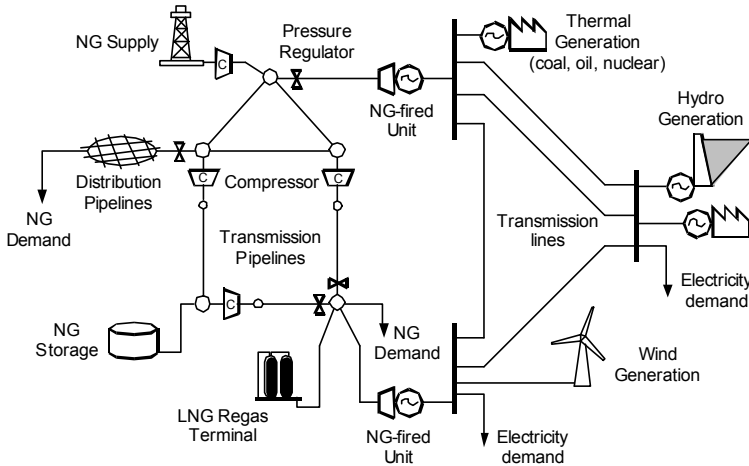 NG Supply
C
Pressure
Regulator
NG-fired
Unit
Thermal
Generation
(coal, oil, nuclear)
Hydro
Generation
Distribution
Pipelines
C
Compressor
C
NG
Demand
Transmission
Pipelines
Transmission
lines
Electricity
demand
NG
Storage
C
NG
Demand
LNG Regas
Terminal
NG-fired
Unit
Wind
Generation
Electricity
demand